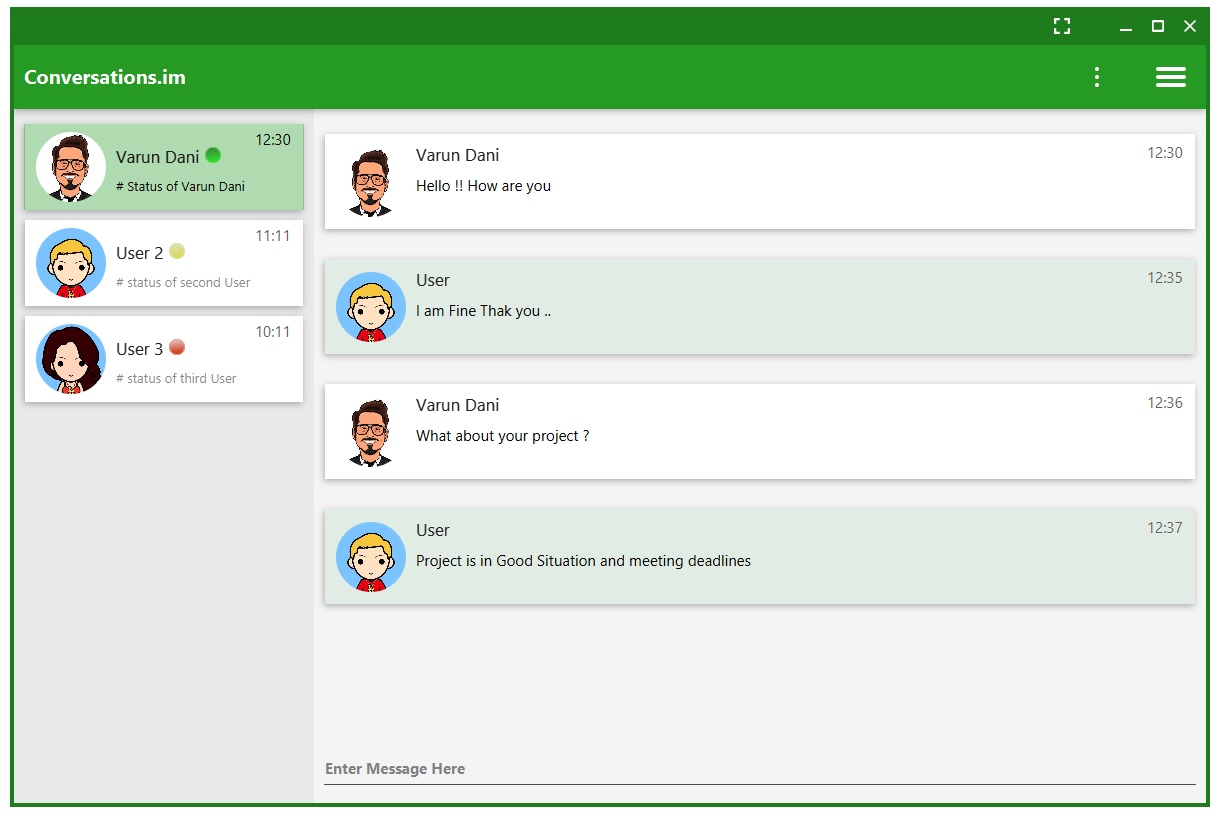 Conversations.im
12:30
Varun Dani
# Status of Varun Dani
11:11
User 2
# status of second User
10:11
User 3
# status of third User
Varun Dani 12:30
Hello !! How are you
User 12:35
I am Fine Thak you ..
Varun Dani 12:36
What about your project ?
User 12:37
Project is in Good Situation and meeting deadlines
Enter Message Here